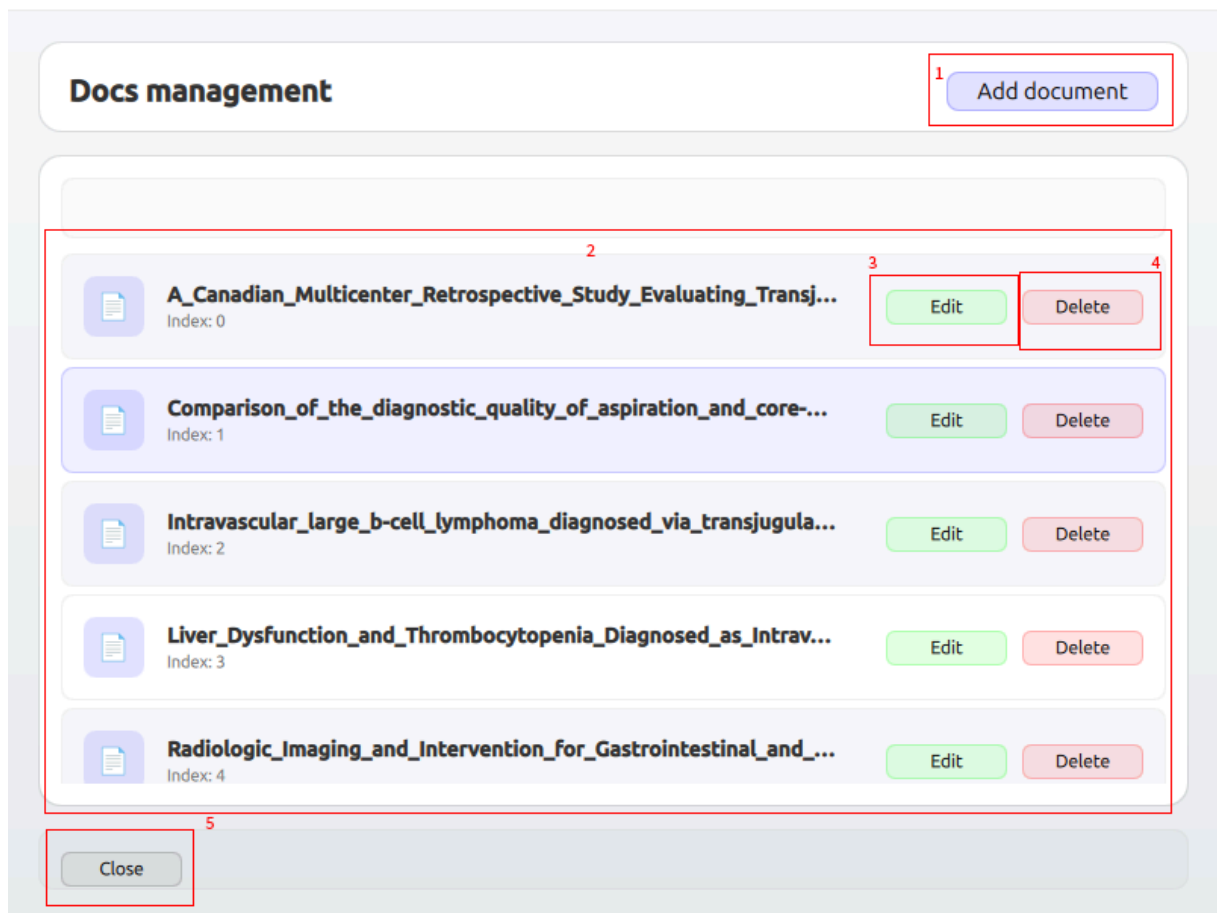 Docs management
1
Add document
2
3
4
A_Canadian_Multicenter_Retrospective_Study_Evaluating_Transj...
Index: 0
Edit
Delete
Comparison_of_the_diagnostic_quality_of_aspiration_and_core-...
Index: 1
Edit
Delete
Intravascular_large_b-cell_lymphoma_diagnosed_via_transjugula...
Index: 2
Edit
Delete
Liver_Dysfunction_and_Thrombocytopenia_Diagnosed_as_Intrav...
Index: 3
Edit
Delete
Radiologic_Imaging_and_Intervention_for_Gastrointestinal_and_...
Index: 4
Edit
Delete
5
Close